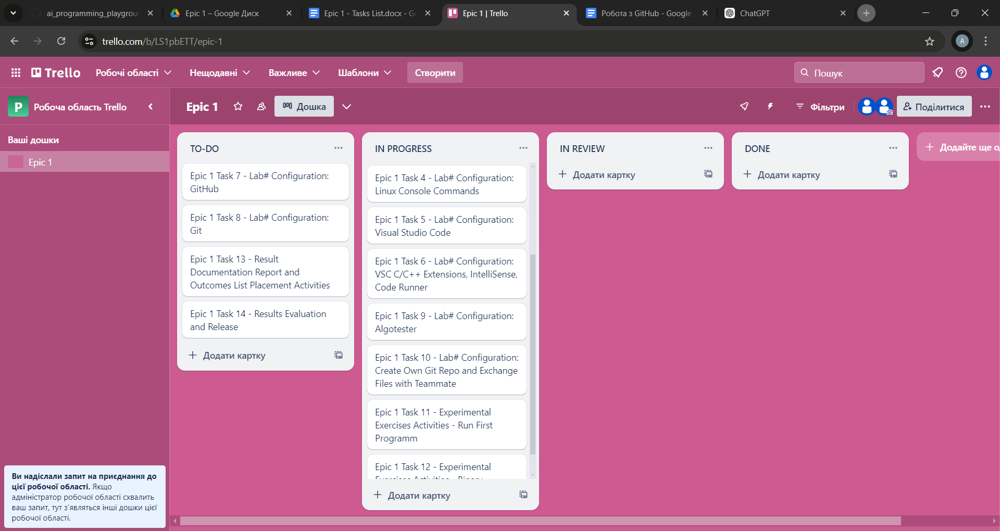 ai_programming_playgrou
Epic 1 – Google Диск
Epic 1 - Tasks List.docx - Go
Epic 1 | Trello
Робота з GitHub - Google
ChatGPT
trello.com/b/LS1pbETT/epic-1
A
Trello
Робочі області
Нещодавні
Важливе
Шаблони
Створити
Пошук
P
Робоча область Trello
Epic 1
Дошка
Фільтри
Поділитися
Ваші дошки
Epic 1
TO-DO
Epic 1 Task 7 - Lab# Configuration:
GitHub
Epic 1 Task 8 - Lab# Configuration:
Git
Epic 1 Task 13 - Result
Documentation Report and
Outcomes List Placement Activities
Epic 1 Task 14 - Results Evaluation
and Release
Додати картку
IN PROGRESS
Epic 1 Task 4 - Lab# Configuration:
Linux Console Commands
Epic 1 Task 5 - Lab# Configuration:
Visual Studio Code
Epic 1 Task 6 - Lab# Configuration:
VSC C/C++ Extensions, IntelliSense,
Code Runner
Epic 1 Task 9 - Lab# Configuration:
Algotester
Epic 1 Task 10 - Lab# Configuration:
Create Own Git Repo and Exchange
Files with Teammate
Epic 1 Task 11 - Experimental
Exercises Activities - Run First
Programm
Epic 1 Task 12 - Experimental
Exercises Activities - Binary
Додати картку
IN REVIEW
Додати картку
DONE
Додати картку
Додайте ще о
Ви надіслали запит на приєднання до
цієї робочої області. Якщо
адміністратор робочої області схвалить
ваш запит, тут з’являться інші дошки цієї
робочої області.